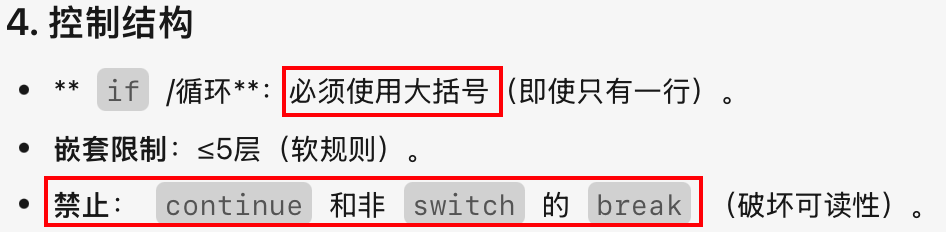 4. 控制结构
• ** if /循环**：必须使用大括号（即使只有一行）。
• 嵌套限制：≤5层（软规则）。
• 禁止： continue 和非 switch 的 break （破坏可读性）。